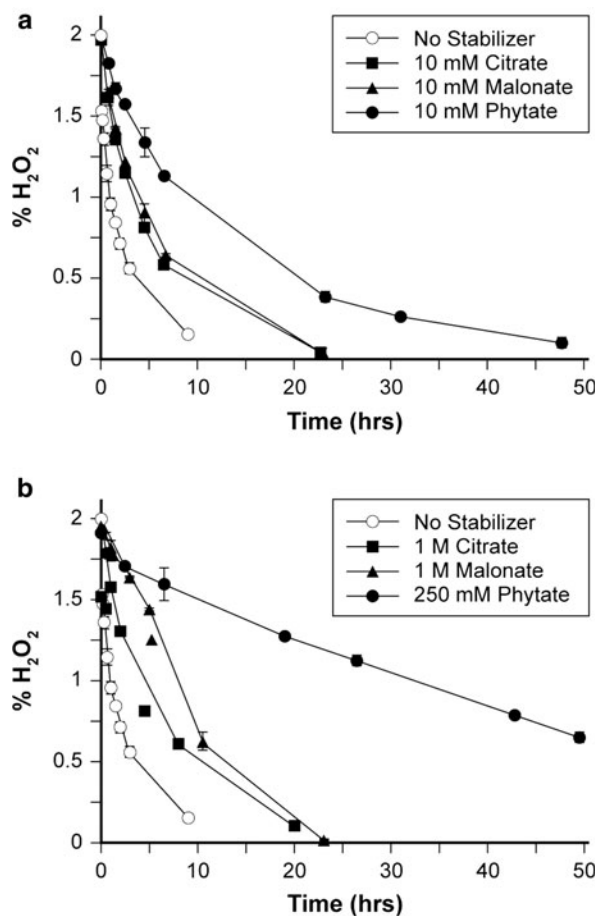 a
No Stabilizer
10 mM Citrate
10 mM Malonate
10 mM Phytate
2
1.5
1
0.5
0
% H₂O₂
0 10 20 30 40 50
Time (hrs)
b
No Stabilizer
1 M Citrate
1 M Malonate
250 mM Phytate
2
1.5
1
0.5
0
% H₂O₂
0 10 20 30 40 50
Time (hrs)